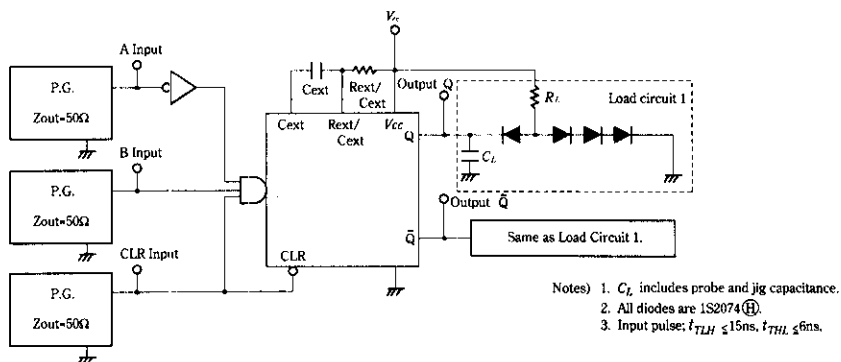 Vcc
A Input
P.G.
Zout=50Ω
Cext
Rext/
Cext
Output Q
RL
Load circuit 1
Cext
Rext/
Cext
VCC
Q
CL
B Input
P.G.
Zout=50Ω
Output Q̄
Q̄
Same as Load Circuit 1.
CLR Input
CLR
P.G.
Zout=50Ω
Notes) 1. CL includes probe and jig capacitance.
2. All diodes are 1S2074 Ⓗ.
3. Input pulse; tTLH ≦15ns, tTHL ≦6ns,